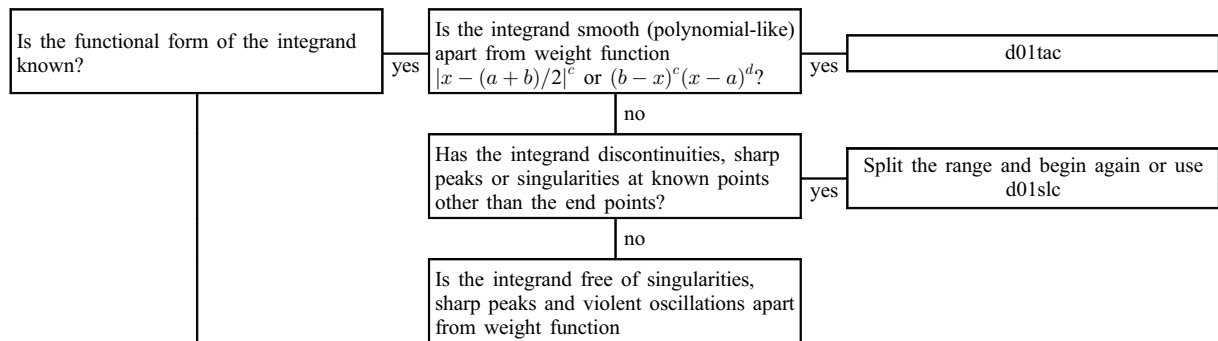 Is the functional form of the integrand
known?
yes
Is the integrand smooth (polynomial-like)
apart from weight function
|x − (a + b)/2|^c or (b − x)^c(x − a)^d?
yes
d01tac
no
Has the integrand discontinuities, sharp
peaks or singularities at known points
other than the end points?
yes
Split the range and begin again or use
d01slc
no
Is the integrand free of singularities,
sharp peaks and violent oscillations apart
from weight function